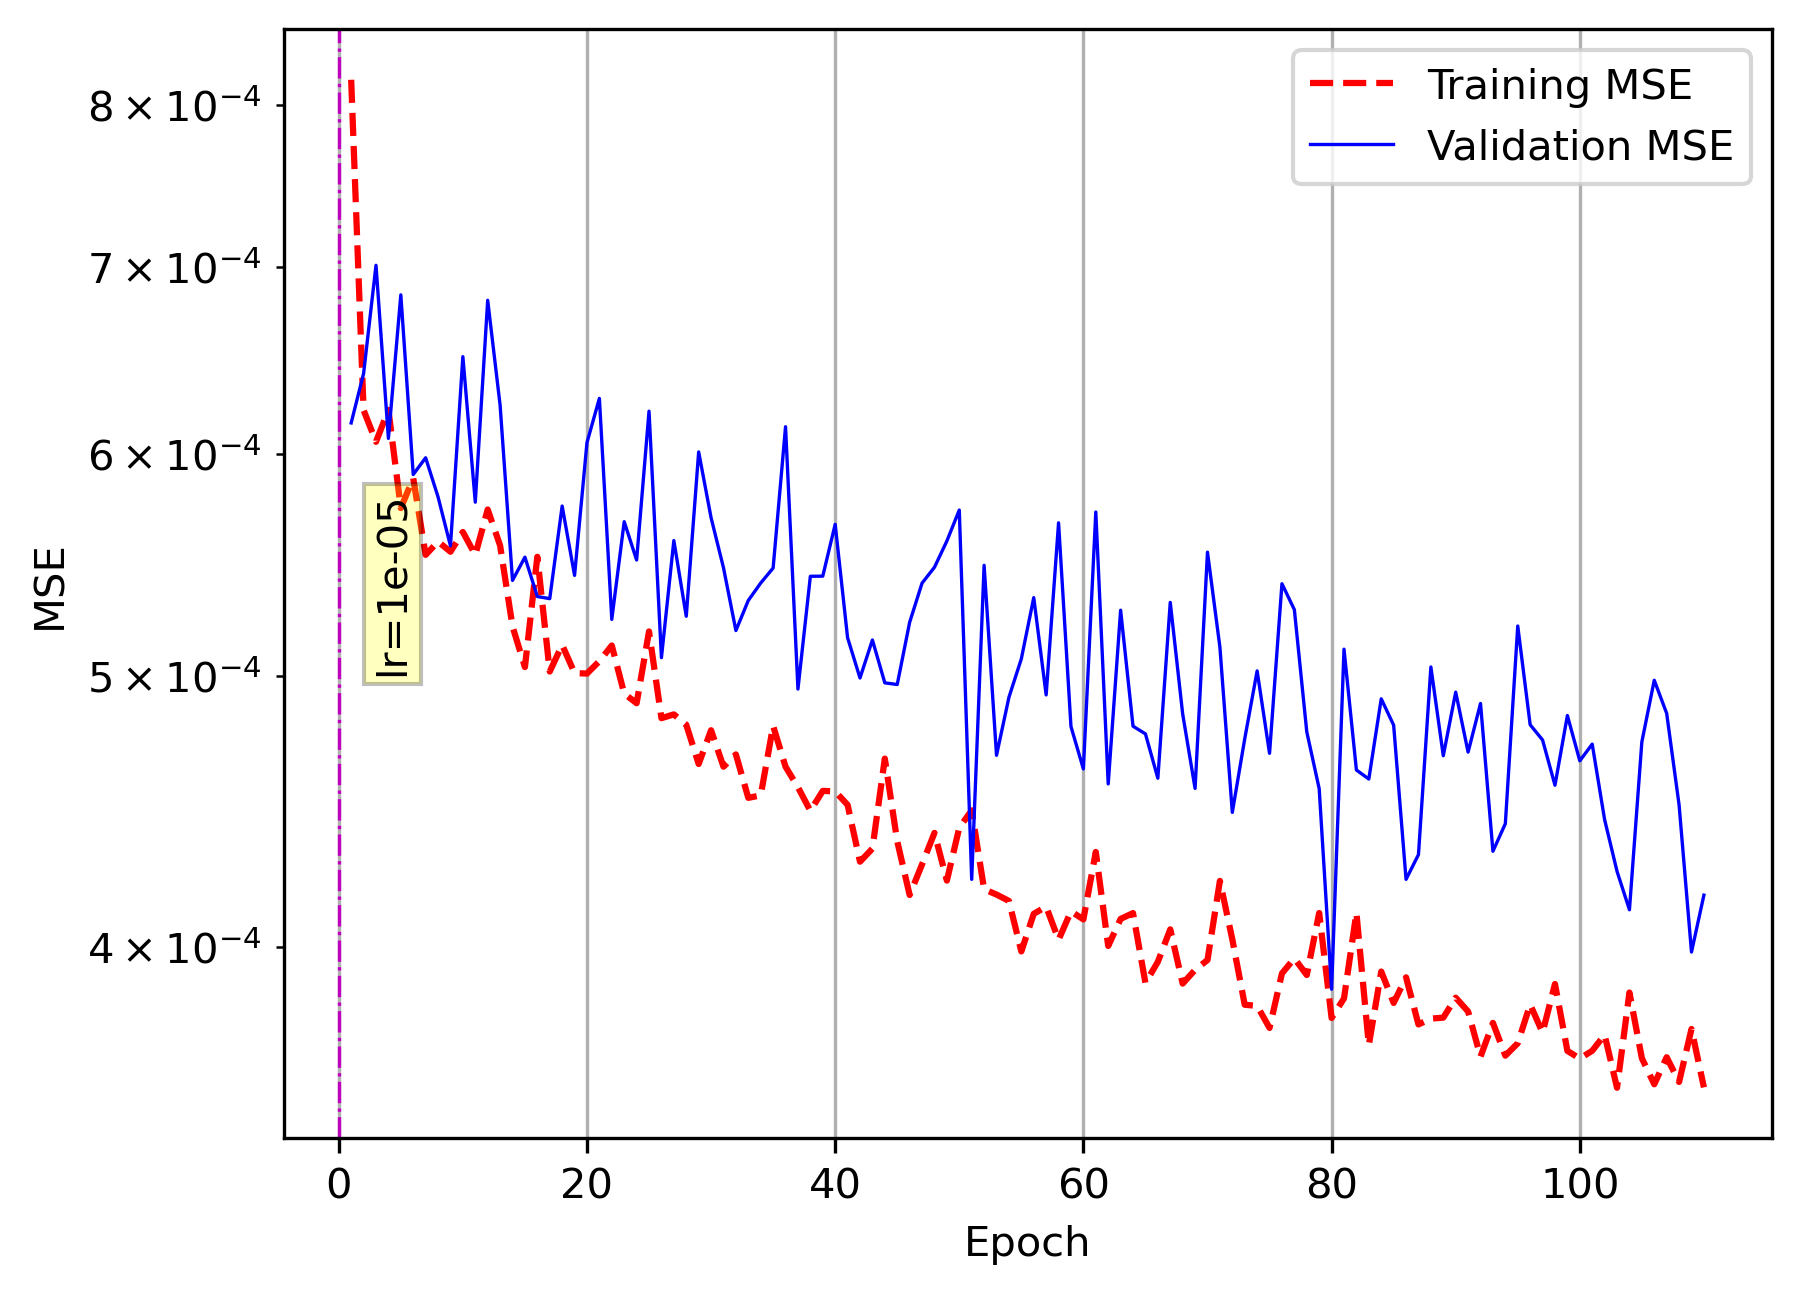 Training MSE
Validation MSE
8 × 10⁻⁴
7 × 10⁻⁴
6 × 10⁻⁴
5 × 10⁻⁴
4 × 10⁻⁴
MSE
lr=1e-05
0 20 40 60 80 100
Epoch